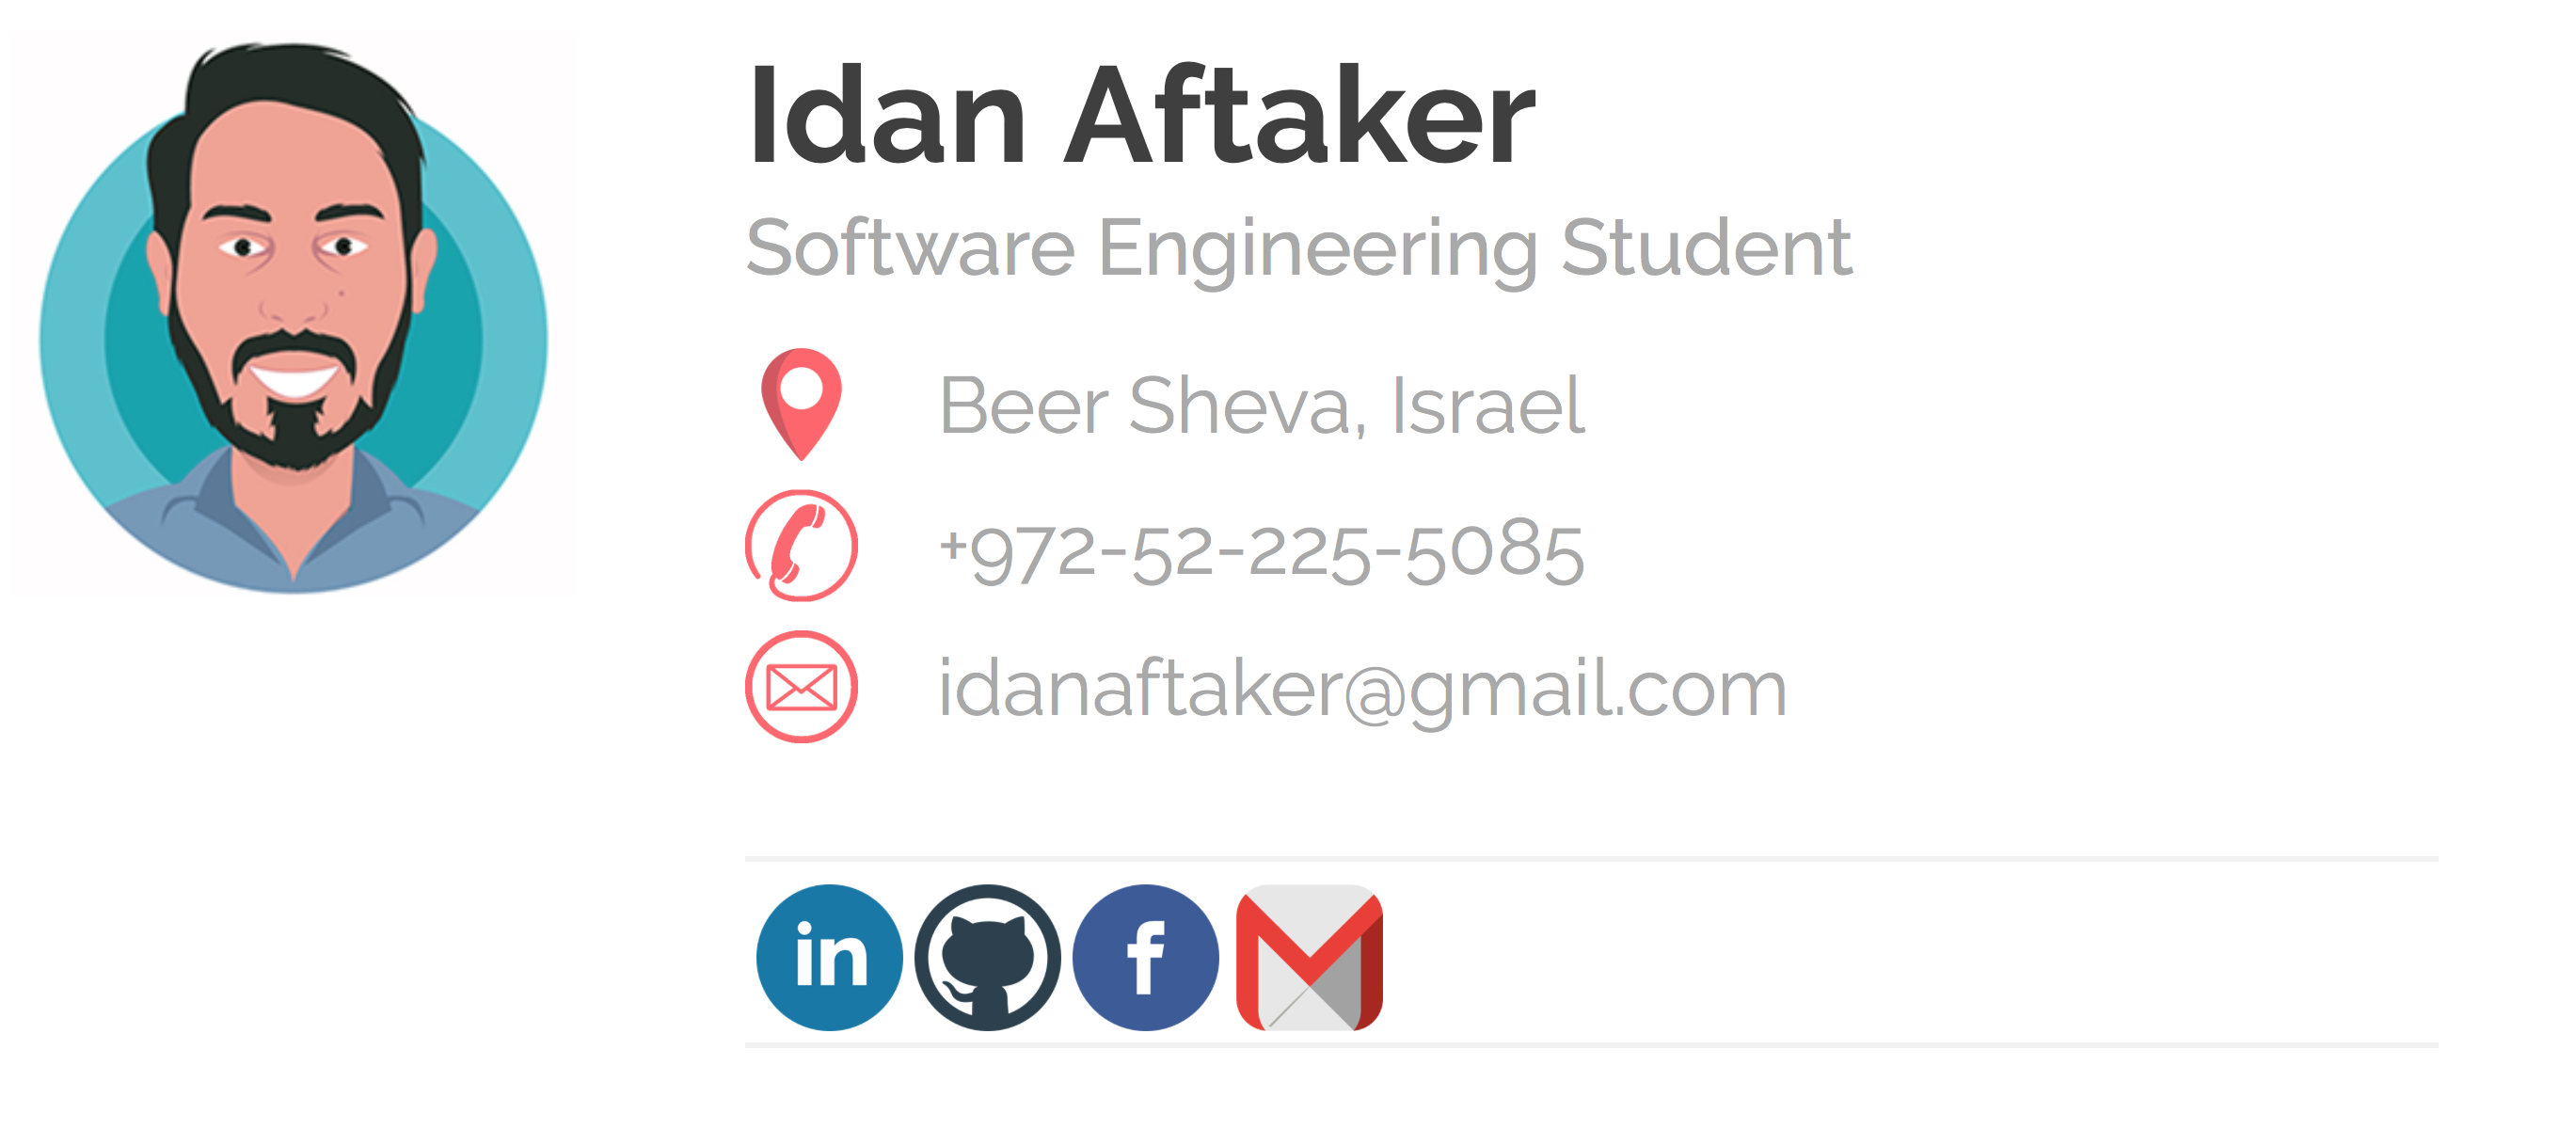 Idan Aftaker
Software Engineering Student
Beer Sheva, Israel
+972-52-225-5085
idanaftaker@gmail.com
in f M